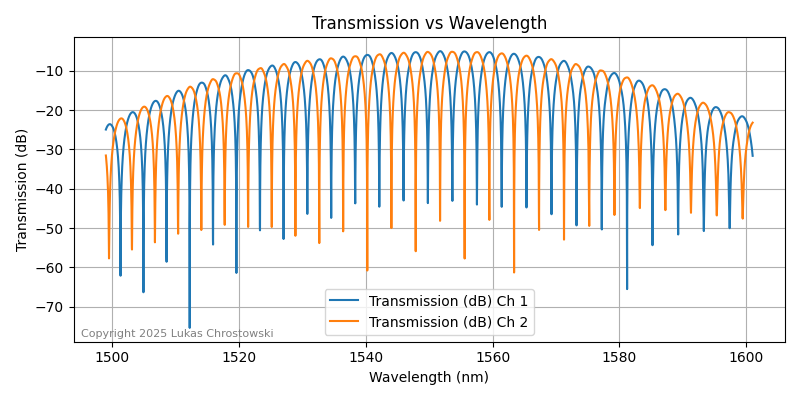 Transmission vs Wavelength
Transmission (dB)
−10
−20
−30
−40
−50
−60
−70
Transmission (dB) Ch 1
Transmission (dB) Ch 2
Copyright 2025 Lukas Chrostowski
1500 1520 1540 1560 1580 1600
Wavelength (nm)